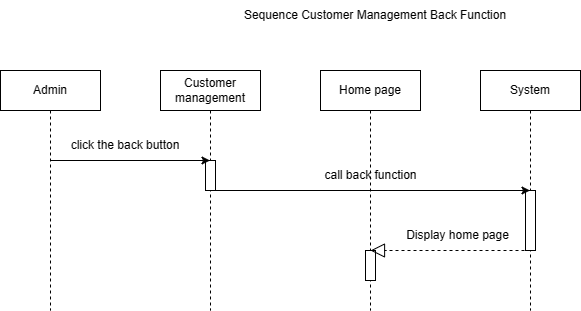 Sequence Customer Management Back Function
Admin
Customer
management
Home page
System
click the back button
call back function
Display home page